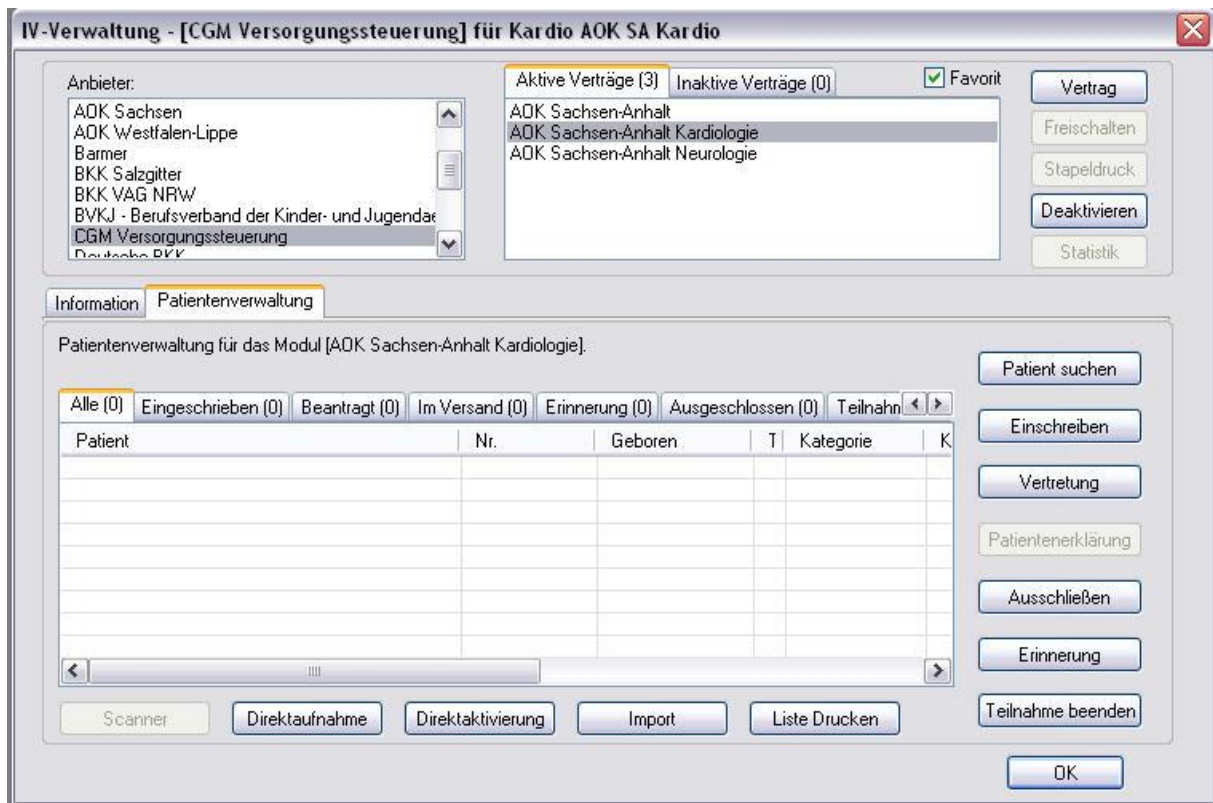 IV-Verwaltung - [CGM Versorgungssteuerung] für Kardio AOK SA Kardio
Anbieter:
AOK Sachsen
AOK Westfalen-Lippe
Barmer
BKK Salzgitter
BKK VAG NRW
BVKJ - Berufsverband der Kinder- und Jugendae
CGM Versorgungssteuerung
Deutsche BKK
Aktive Verträge (3) Inaktive Verträge (0)
Favorit
AOK Sachsen-Anhalt
AOK Sachsen-Anhalt Kardiologie
AOK Sachsen-Anhalt Neurologie
Vertrag
Freischalten
Stapeldruck
Deaktivieren
Statistik
Information Patientenverwaltung
Patientenverwaltung für das Modul [AOK Sachsen-Anhalt Kardiologie].
Alle (0) Eingeschrieben (0) Beantragt (0) Im Versand (0) Erinnerung (0) Ausgeschlossen (0) Teilnahm
Patient Nr. Geboren T Kategorie K
Patient suchen
Einschreiben
Vertretung
Patientenerklärung
Ausschließen
Erinnerung
Teilnahme beenden
Scanner Direktaufnahme Direktaktivierung Import Liste Drucken
OK